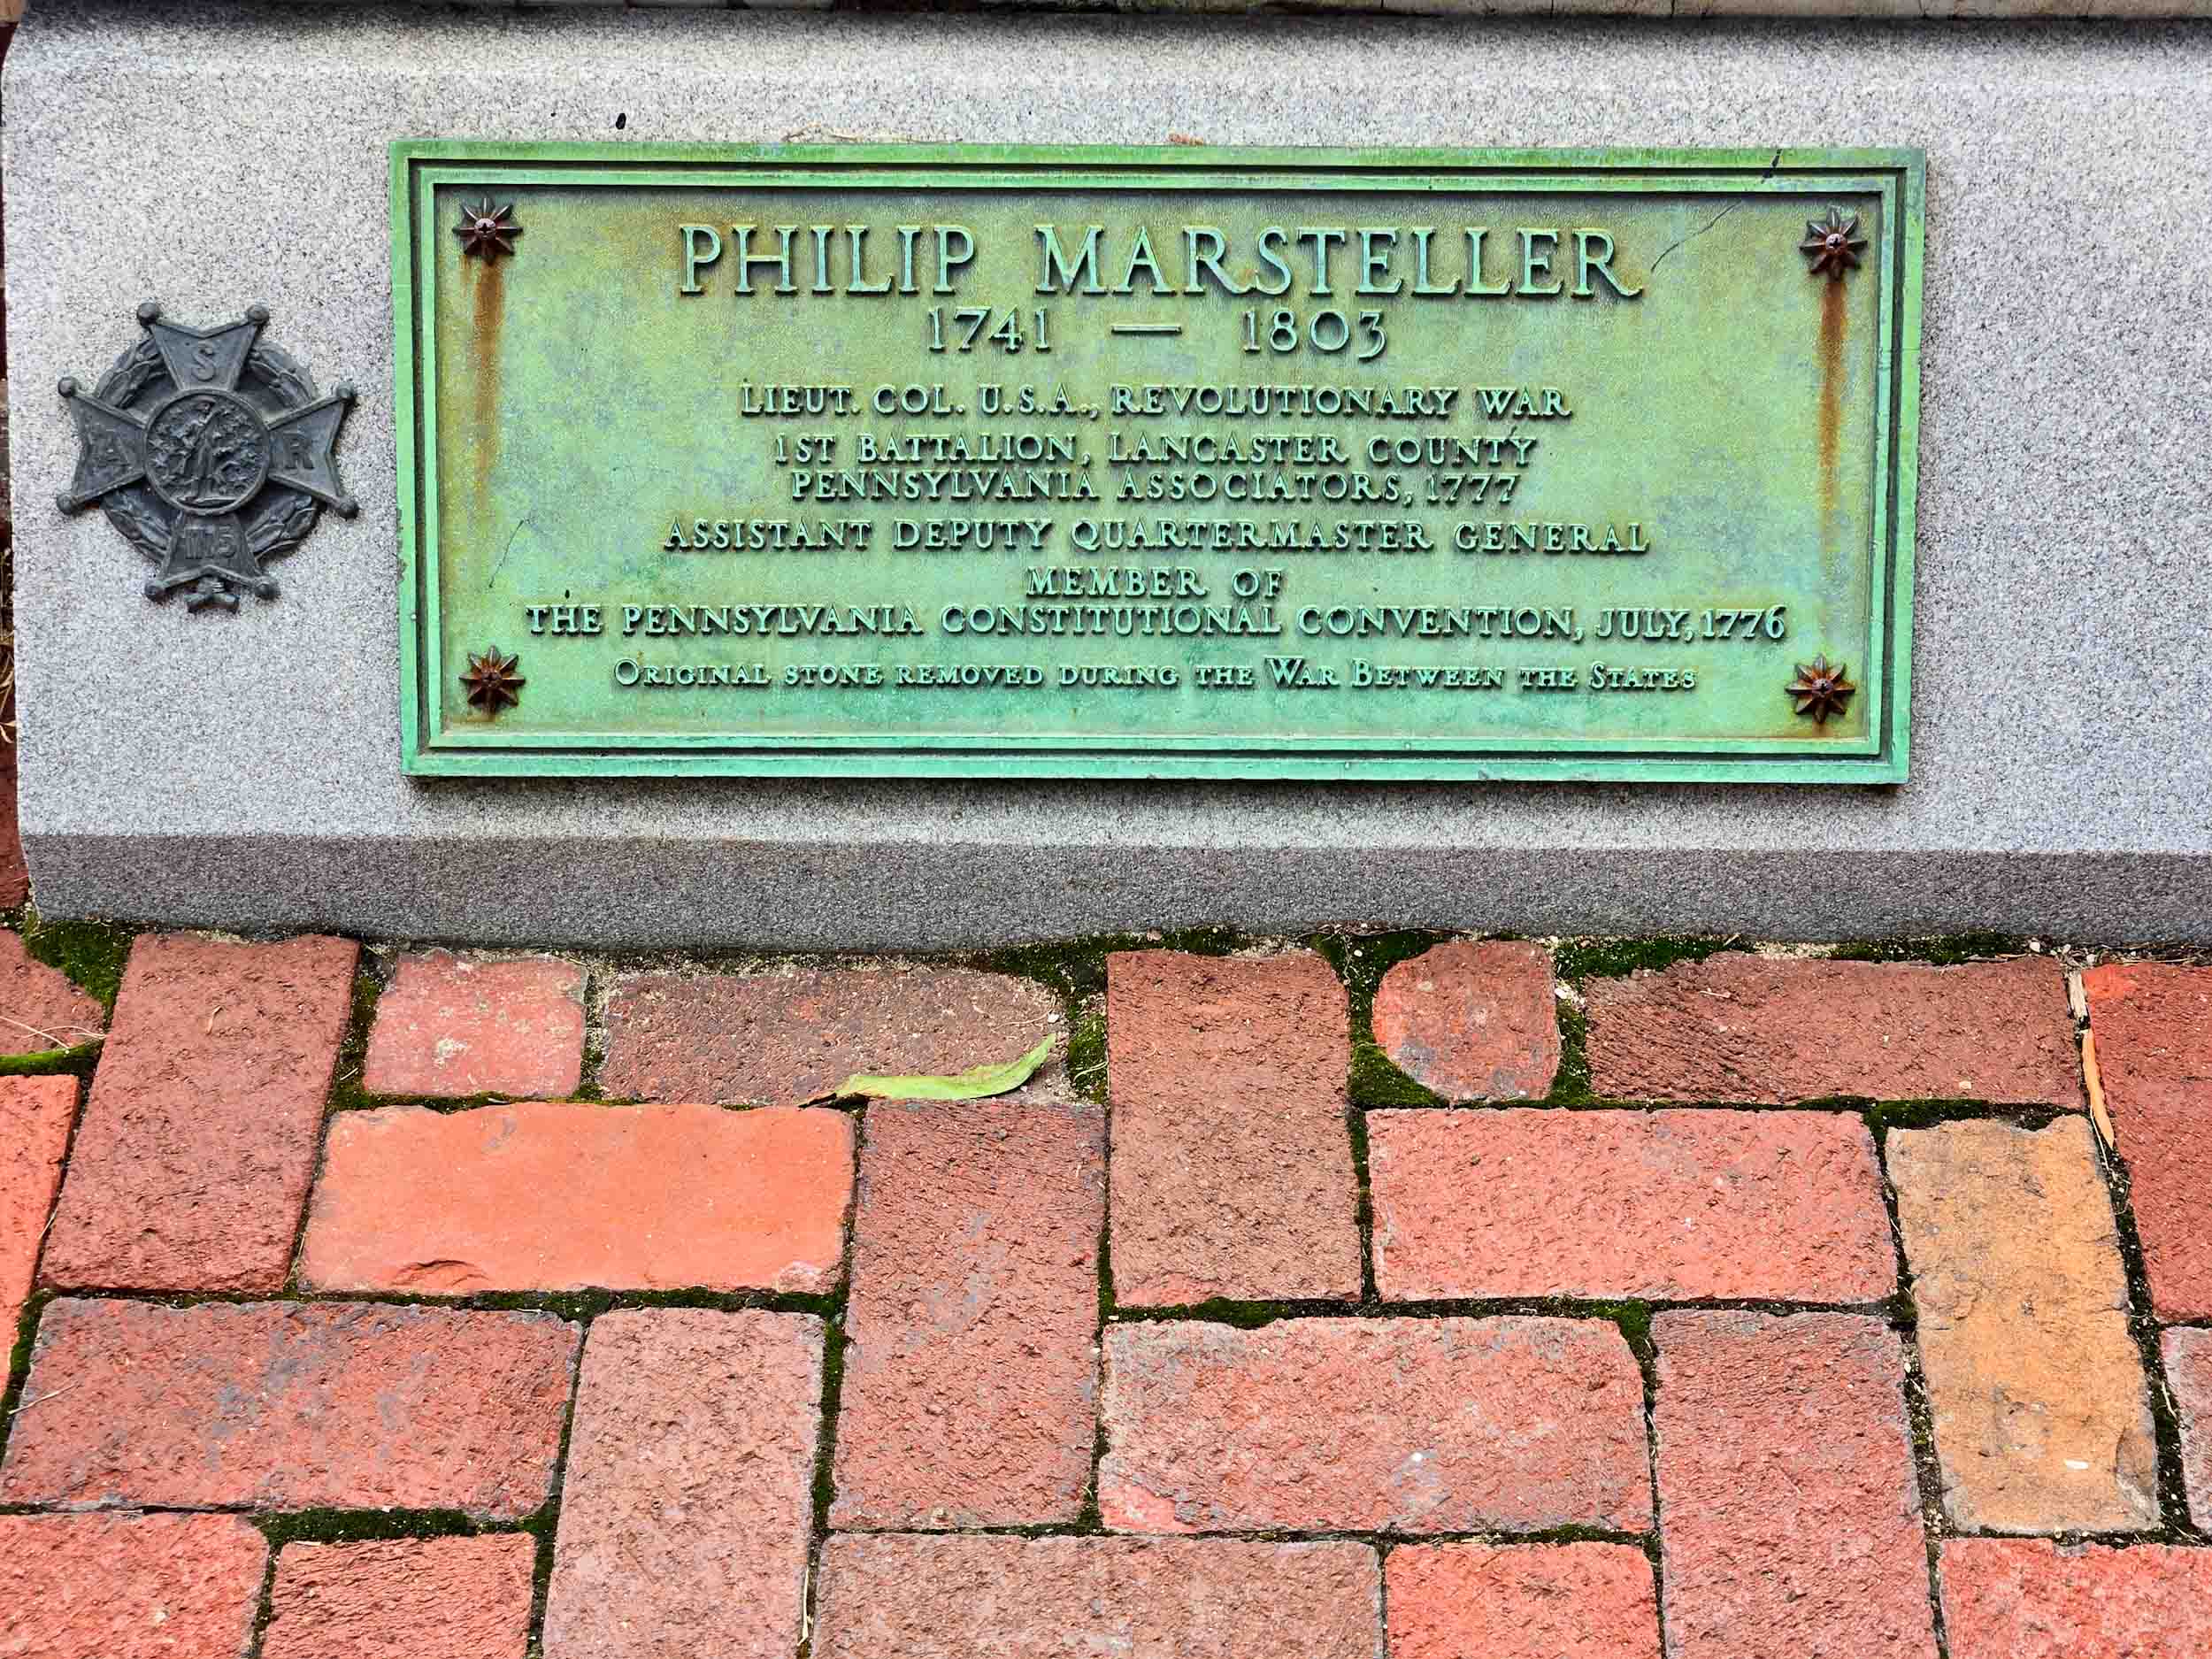 PHILIP MARSTELLER
1741 — 1803
LIEUT. COL. U.S.A., REVOLUTIONARY WAR
1ST BATTALION, LANCASTER COUNTY
PENNSYLVANIA ASSOCIATORS, 1777
ASSISTANT DEPUTY QUARTERMASTER GENERAL
MEMBER OF
THE PENNSYLVANIA CONSTITUTIONAL CONVENTION, JULY, 1776
ORIGINAL STONE REMOVED DURING THE WAR BETWEEN THE STATES
S
A R
1775